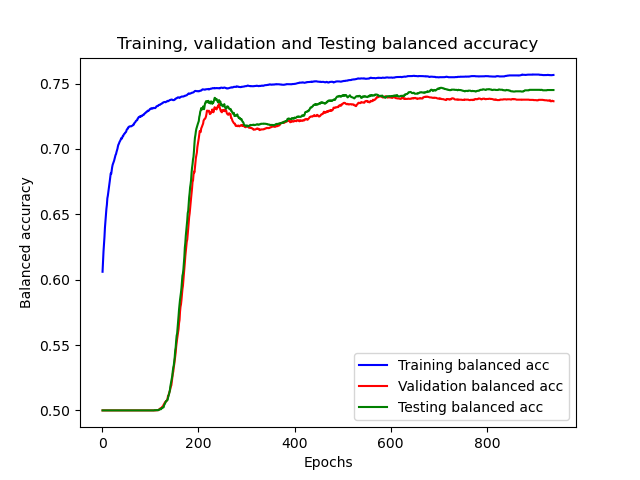 Training, validation and Testing balanced accuracy
0.75
0.70
0.65
0.60
0.55
0.50
Balanced accuracy
Training balanced acc
Validation balanced acc
Testing balanced acc
0 200 400 600 800
Epochs